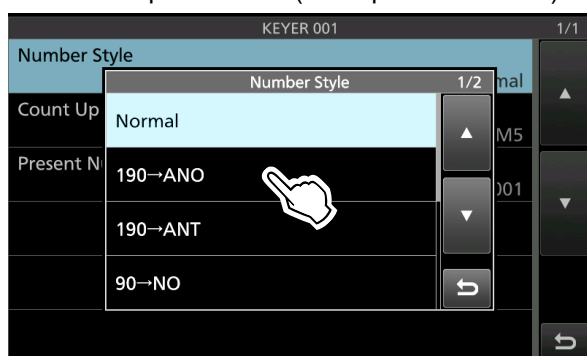 KEYER 001 1/1
Number Style
Number Style 1/2
mal
Normal
Count Up
M5
190→ANO
Present N
001
190→ANT
90→NO